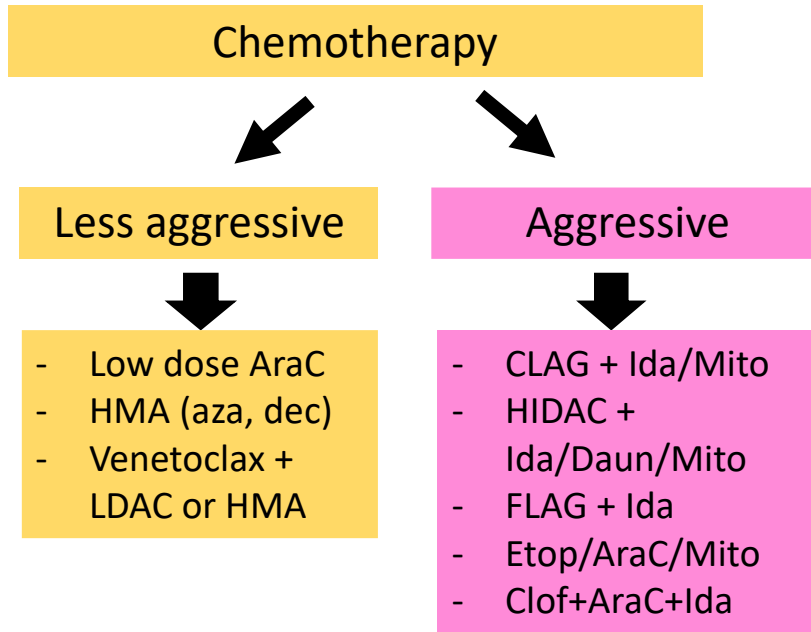 Chemotherapy
Less aggressive
Aggressive
- Low dose AraC
- HMA (aza, dec)
- Venetoclax +
LDAC or HMA
- CLAG + Ida/Mito
- HIDAC +
Ida/Daun/Mito
- FLAG + Ida
- Etop/AraC/Mito
- Clof+AraC+Ida